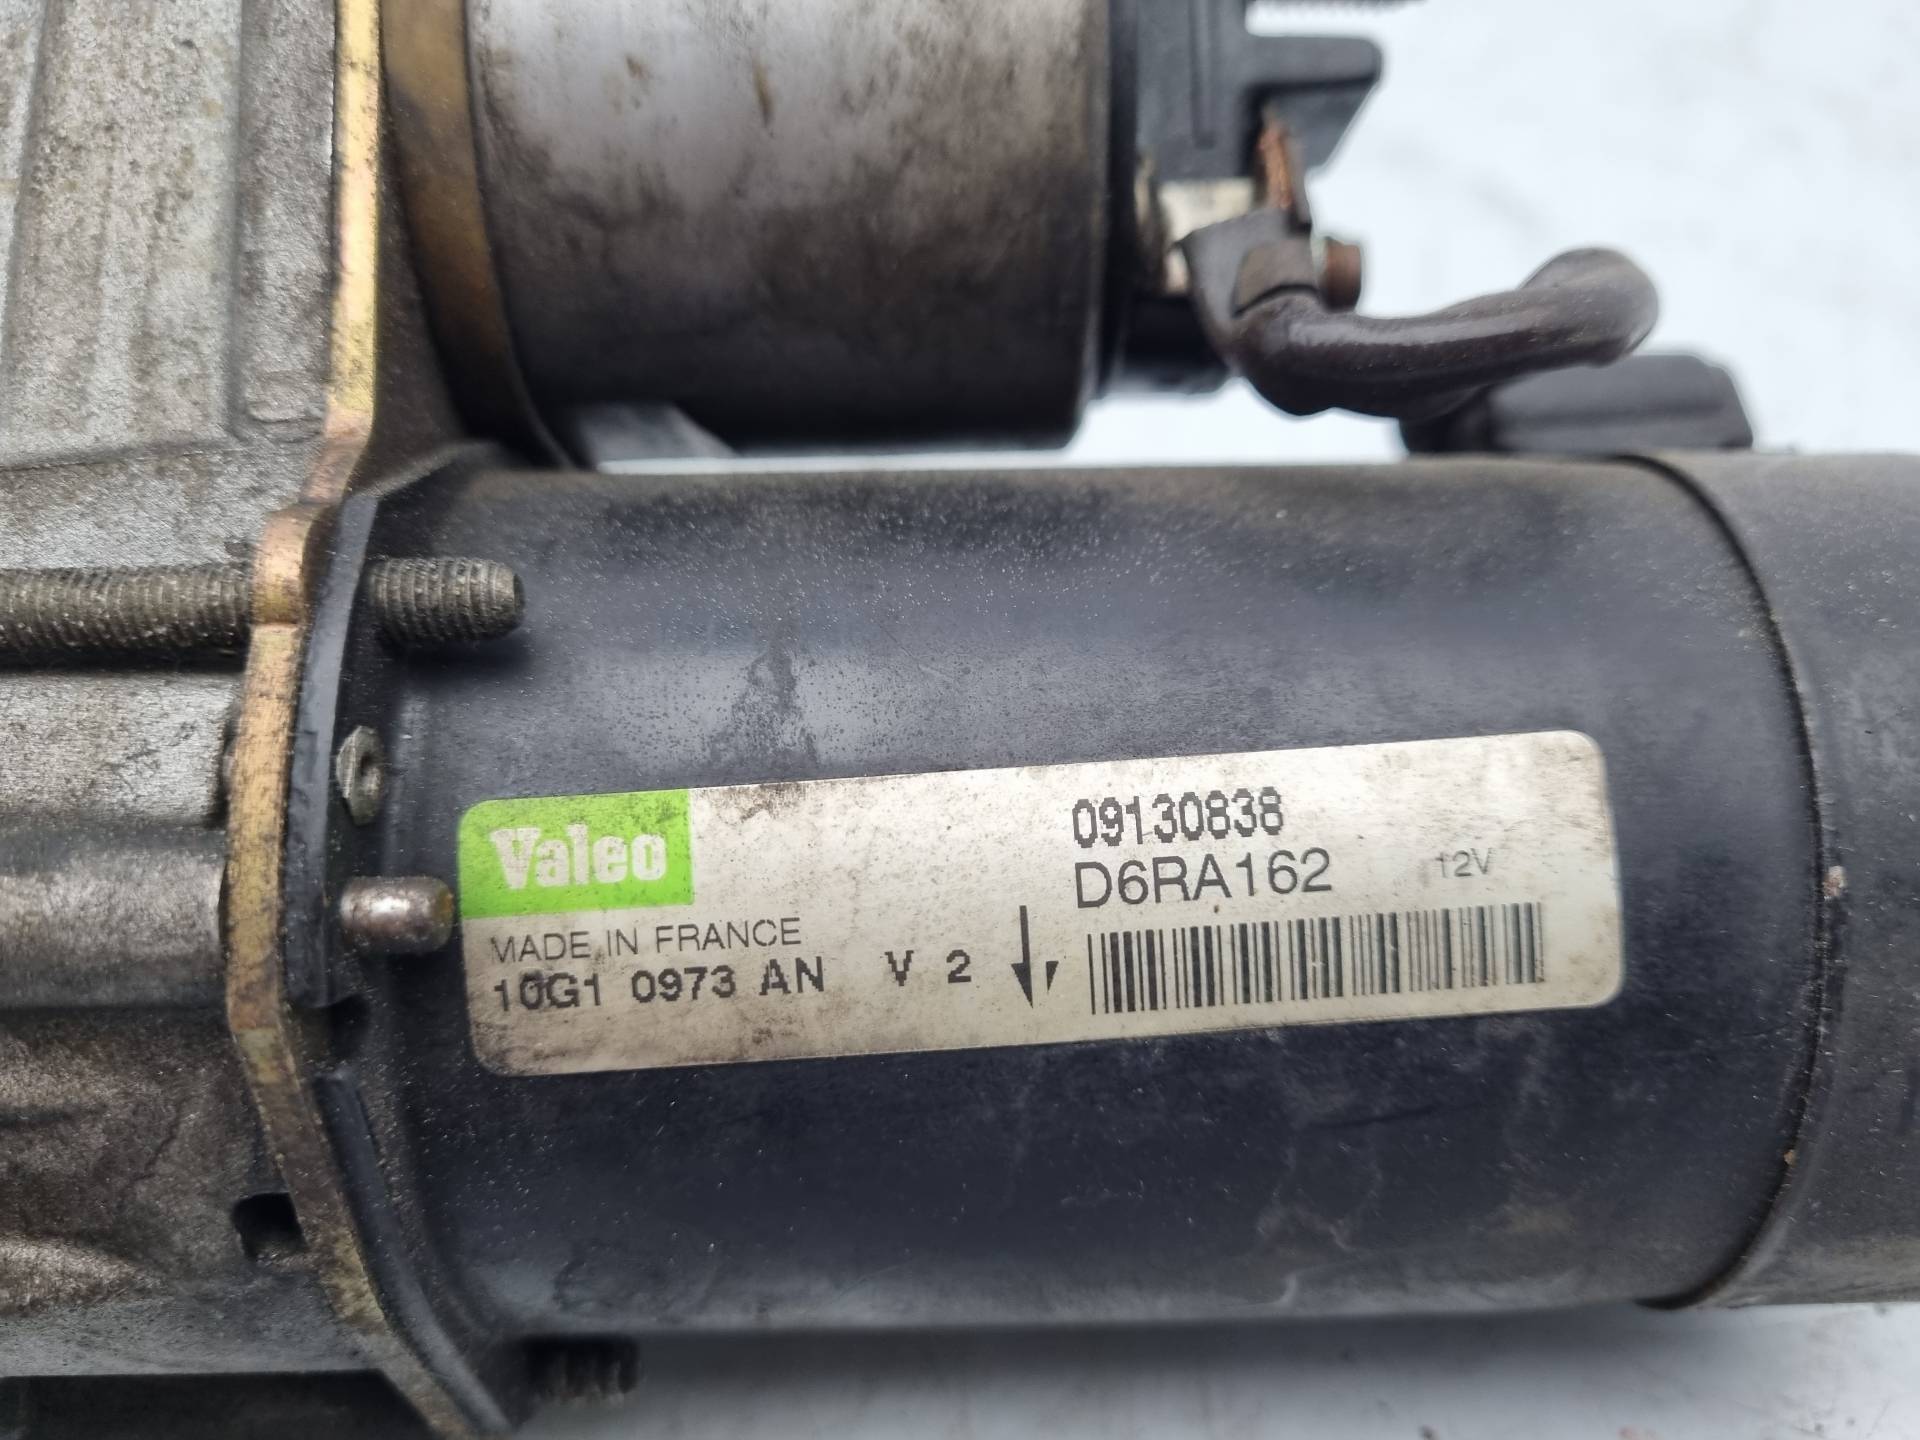 Valeo
09130838
D6RA162 12V
MADE IN FRANCE
10G1 0973 AN V 2